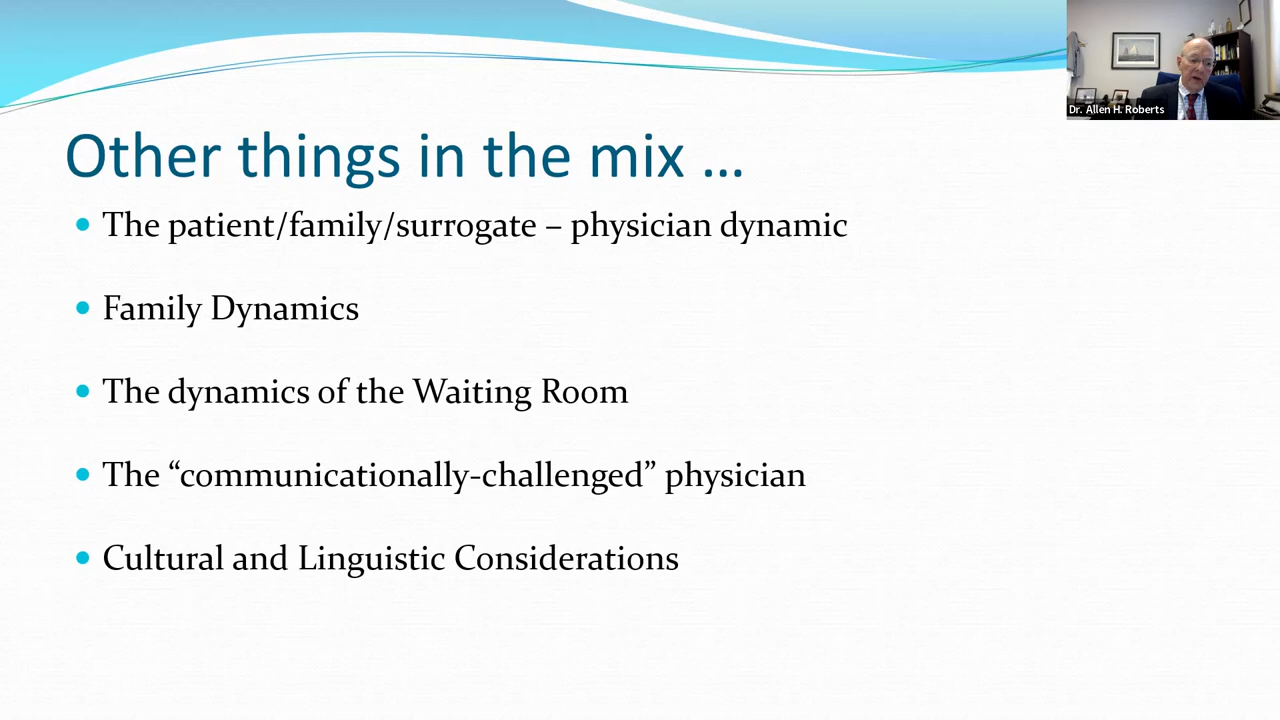 Dr. Allen H. Roberts
Other things in the mix …
• The patient/family/surrogate – physician dynamic
• Family Dynamics
• The dynamics of the Waiting Room
• The “communicationally-challenged” physician
• Cultural and Linguistic Considerations